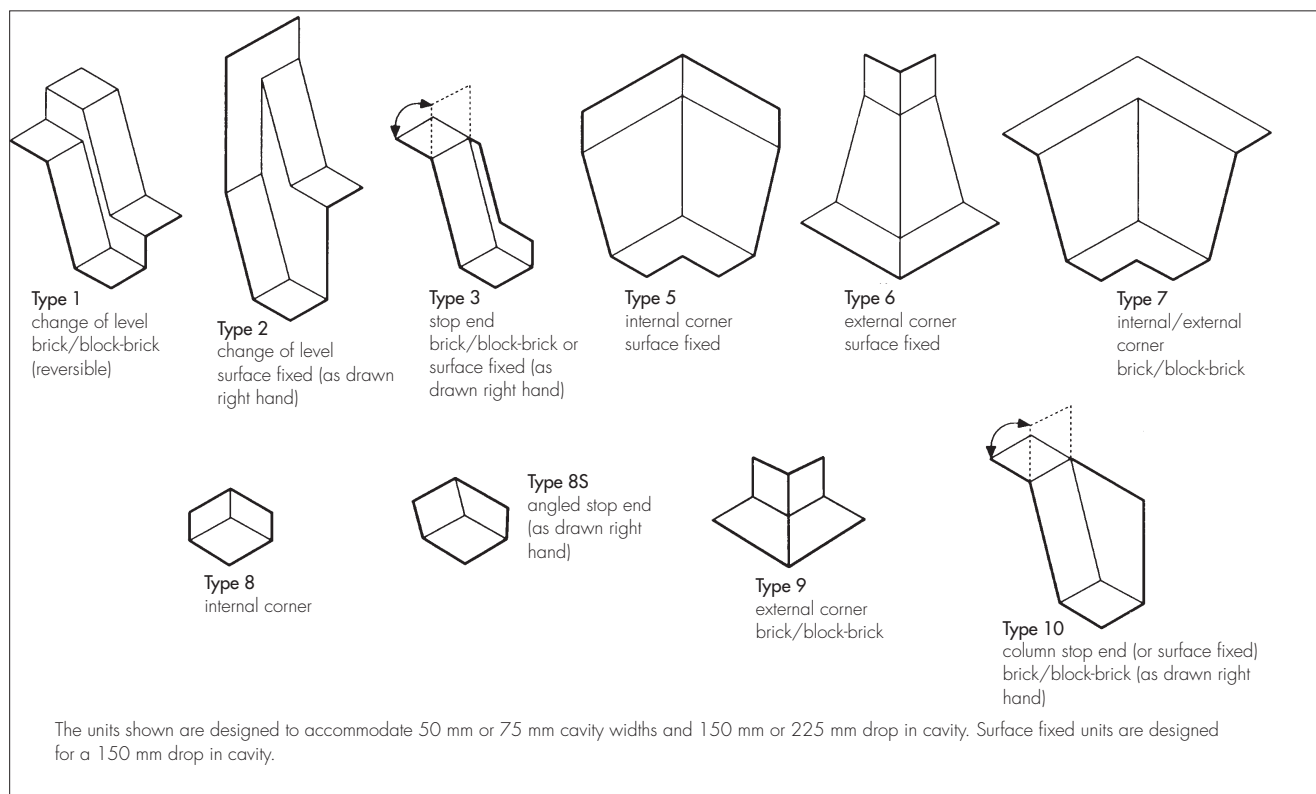 Type 1
change of level
brick/block-brick
(reversible)
Type 2
change of level
surface fixed (as drawn
right hand)
Type 3
stop end
brick/block-brick or
surface fixed (as
drawn right hand)
Type 5
internal corner
surface fixed
Type 6
external corner
surface fixed
Type 7
internal/external
corner
brick/block-brick
Type 8
internal corner
Type 8S
angled stop end
(as drawn right
hand)
Type 9
external corner
brick/block-brick
Type 10
column stop end (or surface fixed)
brick/block-brick (as drawn right
hand)
The units shown are designed to accommodate 50 mm or 75 mm cavity widths and 150 mm or 225 mm drop in cavity. Surface fixed units are designed
for a 150 mm drop in cavity.